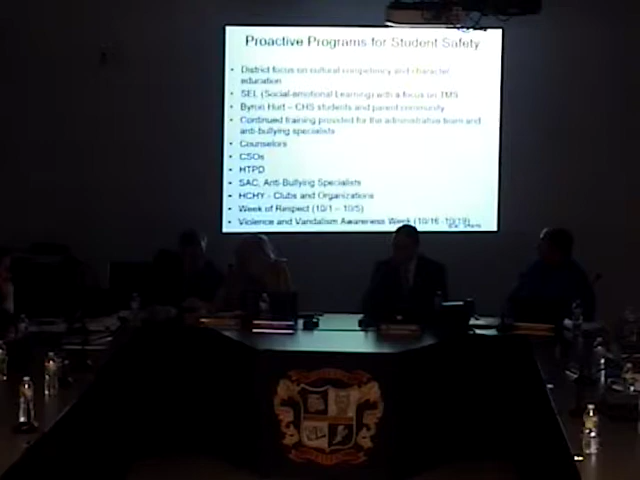 Proactive Programs for Student Safety
• District focus on cultural competency and character
education
• SEL (Social-emotional Learning) with a focus on TMS
• Byron Hurt – CHS students and parent community
• Continued training provided for the administrative team and
anti-bullying specialists
• Counselors
• CSOs
• HTPD
• SAC, Anti-Bullying Specialists
• HCHY - Clubs and Organizations
• Week of Respect (10/1 – 10/5)
• Violence and Vandalism Awareness Week (10/16 -10/19)